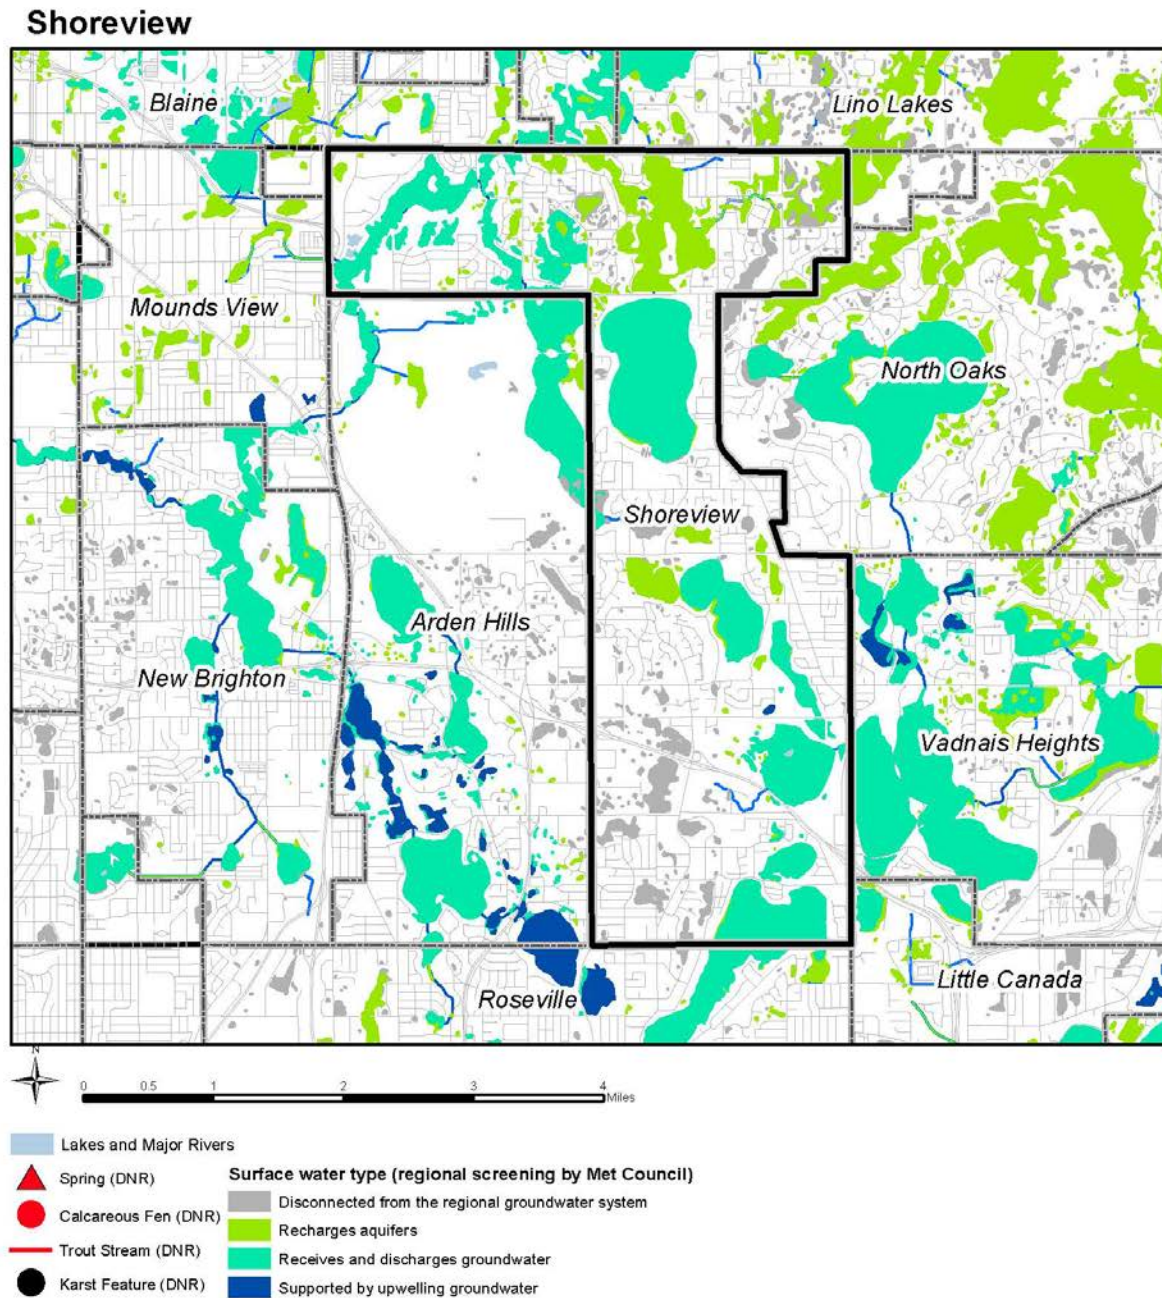 Shoreview
Blaine
Lino Lakes
Mounds View
North Oaks
Shoreview
Arden Hills
New Brighton
Vadnais Heights
Little Canada
Roseville
N
0 0.5 1 2 3 4
Miles
Lakes and Major Rivers
Spring (DNR)
Calcareous Fen (DNR)
Trout Stream (DNR)
Karst Feature (DNR)
Surface water type (regional screening by Met Council)
Disconnected from the regional groundwater system
Recharges aquifers
Receives and discharges groundwater
Supported by upwelling groundwater